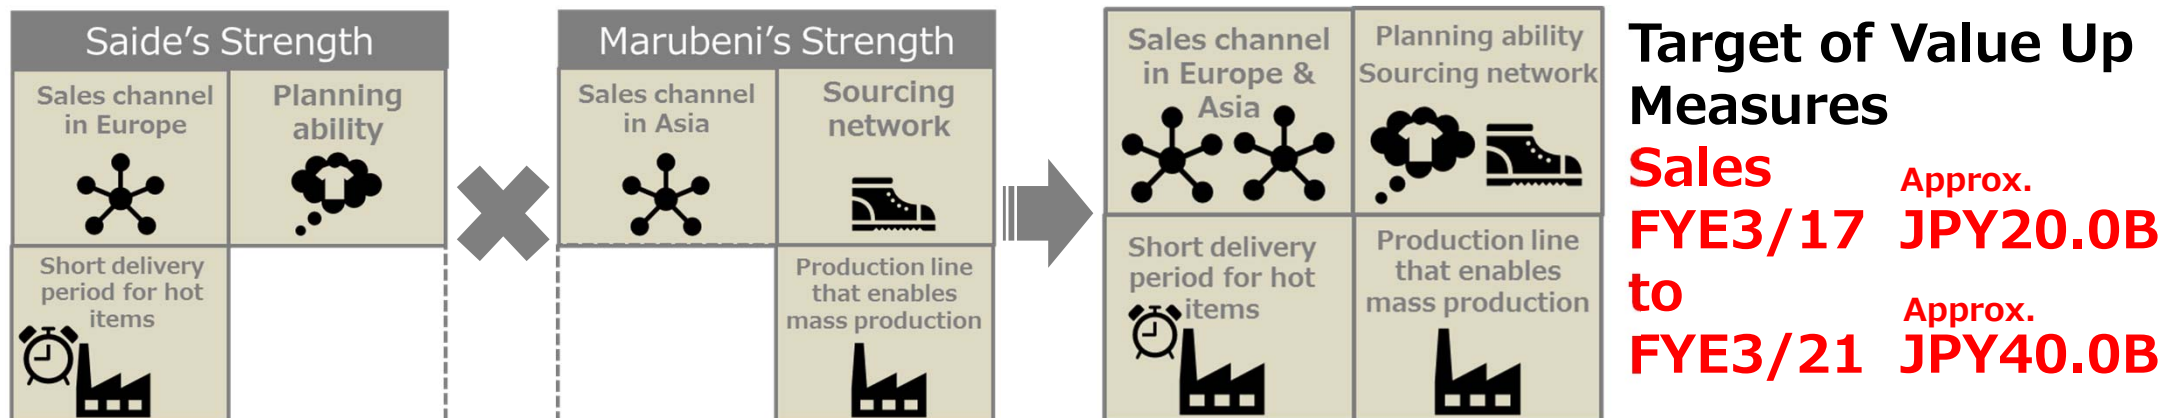 Saide's Strength
Sales channel
in Europe
Planning
ability
Short delivery
period for hot
items
Marubeni's Strength
Sales channel
in Asia
Sourcing
network
Production line
that enables
mass production
Sales channel
in Europe &
Asia
Planning ability
Sourcing network
Short delivery
period for hot
items
Production line
that enables
mass production
Target of Value Up
Measures
Sales
Approx.
FYE3/17 JPY20.0B
to
Approx.
FYE3/21 JPY40.0B